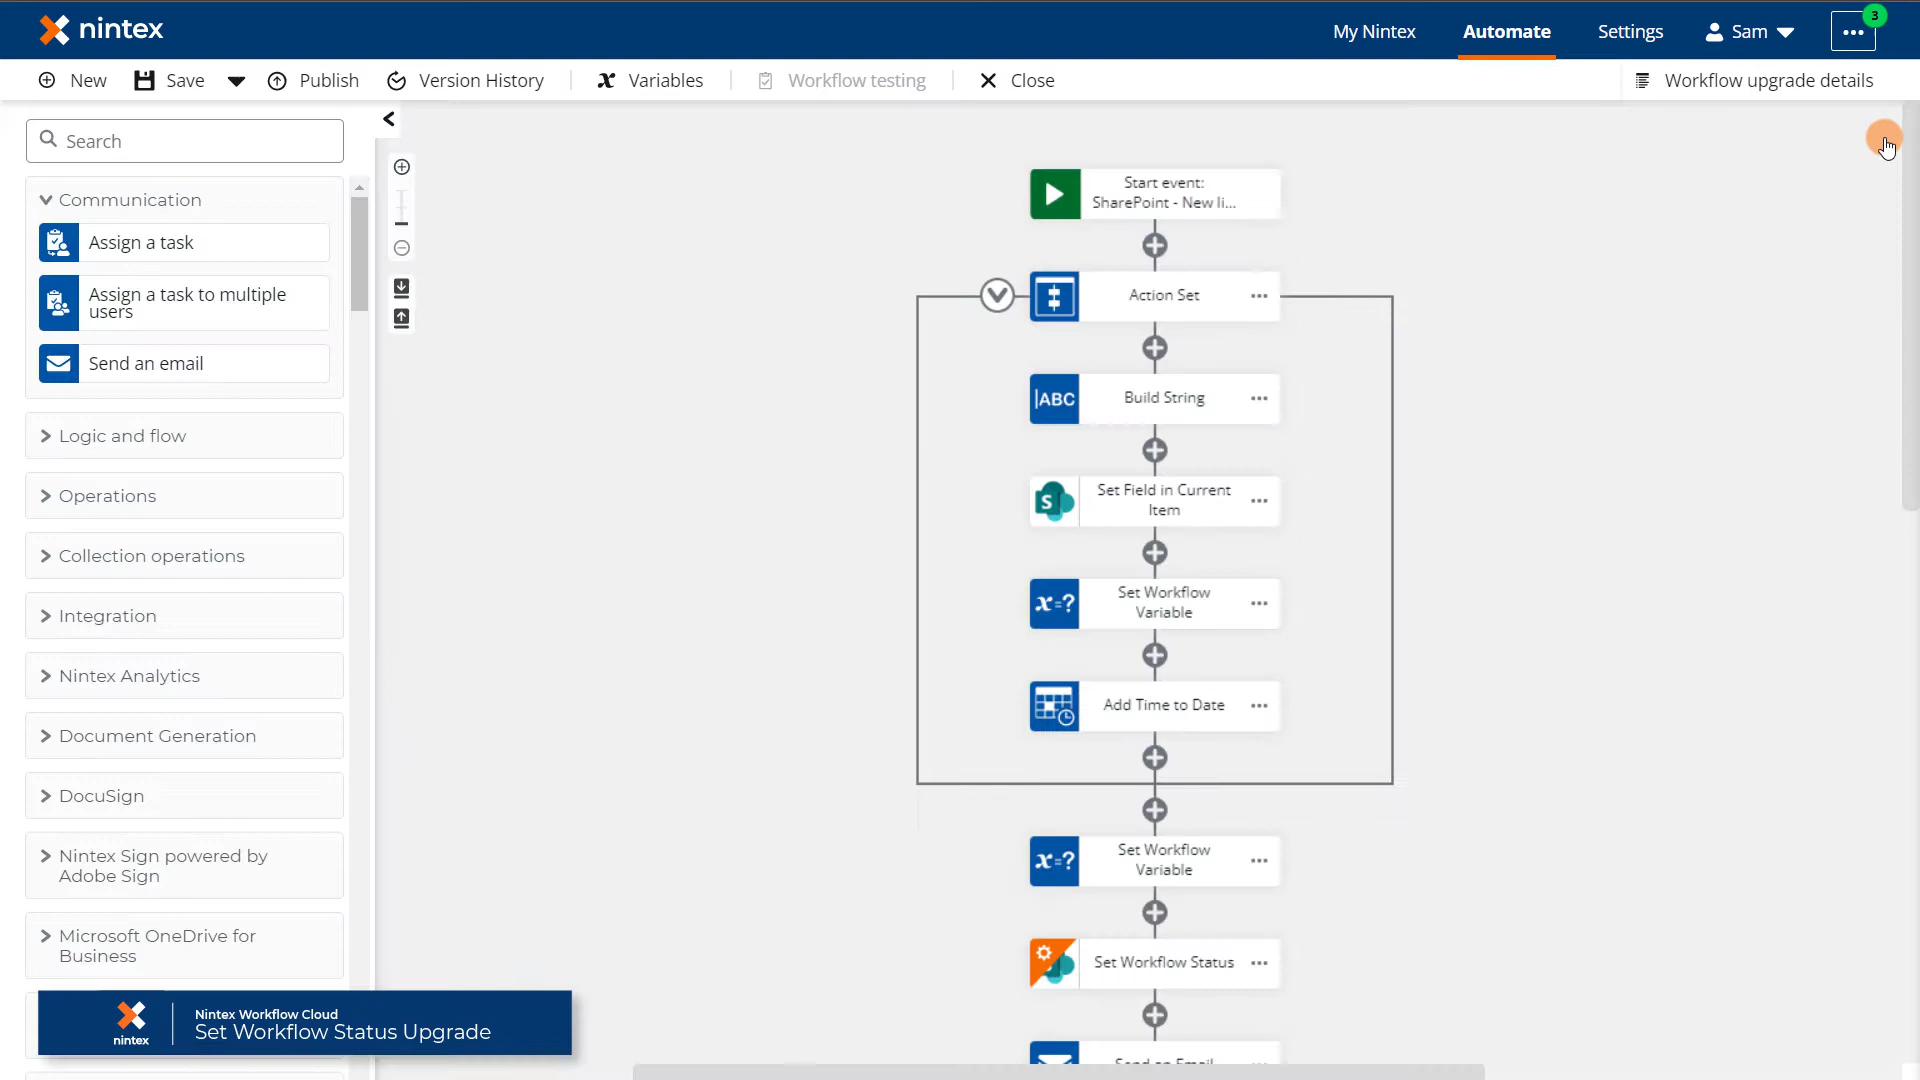 nintex
My Nintex
Automate
Settings
Sam
3
New
Save
Publish
Version History
Variables
Workflow testing
Close
Workflow upgrade details
Search
Communication
Assign a task
Assign a task to multiple
users
Send an email
Logic and flow
Operations
Collection operations
Integration
Nintex Analytics
Document Generation
DocuSign
Nintex Sign powered by
Adobe Sign
Microsoft OneDrive for
Business
Start event:
SharePoint - New li...
Action Set
|ABC
Build String
S
Set Field in Current
Item
x=?
Set Workflow
Variable
Add Time to Date
x=?
Set Workflow
Variable
Set Workflow Status
Send an Email
nintex
Nintex Workflow Cloud
Set Workflow Status Upgrade